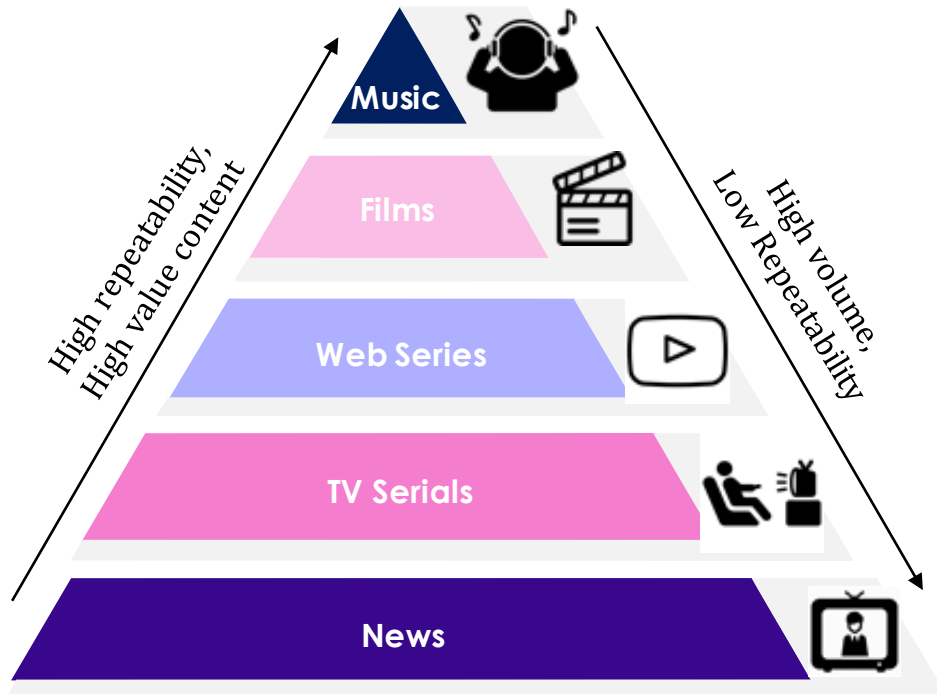 Music
High repeatability,
High value content
High volume,
Low Repeatability
Films
Web Series
TV Serials
News